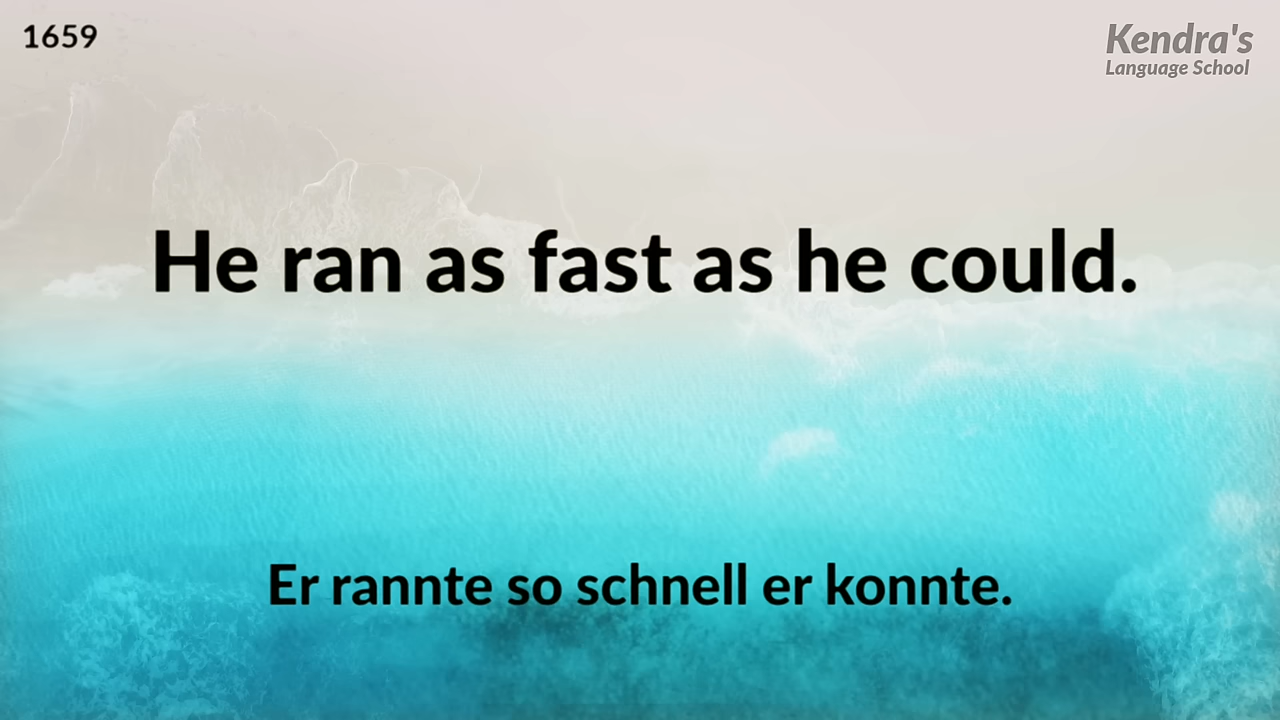 1659
Kendra's
Language School
He ran as fast as he could.
Er rannte so schnell er konnte.